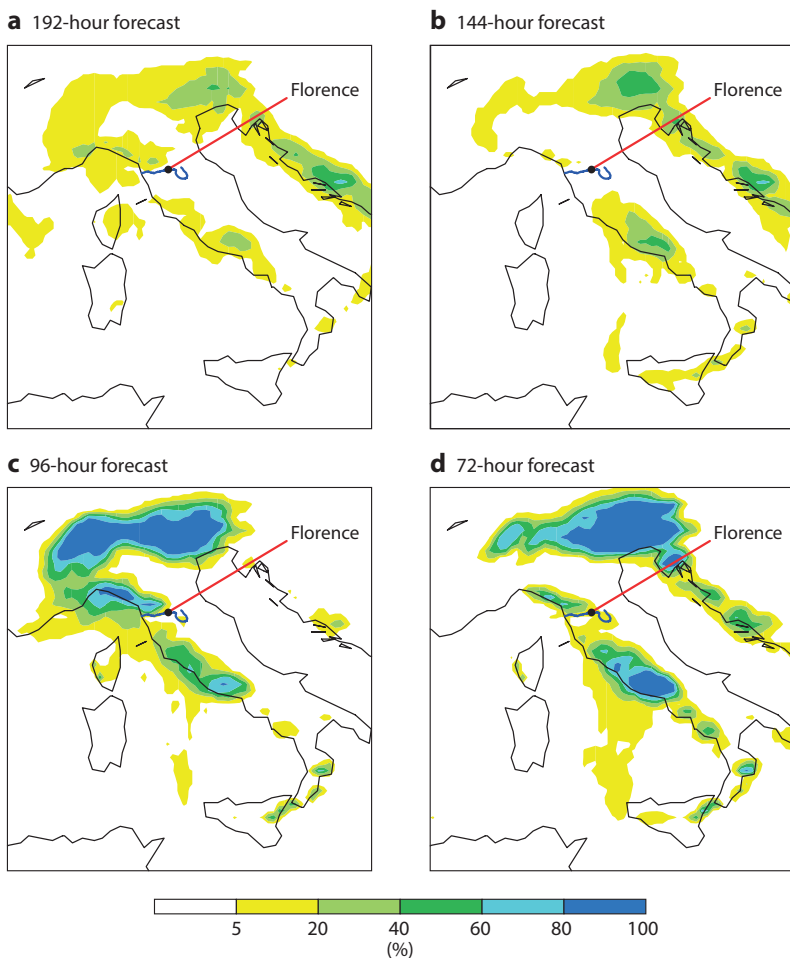 a 192-hour forecast
b 144-hour forecast
Florence
Florence
c 96-hour forecast
d 72-hour forecast
Florence
Florence
5 20 40 60 80 100
(%)